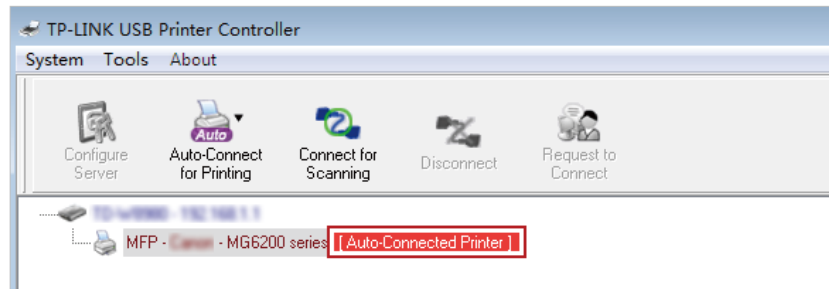 TP-LINK USB Printer Controller
System Tools About
Auto
Configure Server
Auto-Connect for Printing
Connect for Scanning
Disconnect
Request to Connect
MFP - - MG6200 series [ Auto-Connected Printer ]